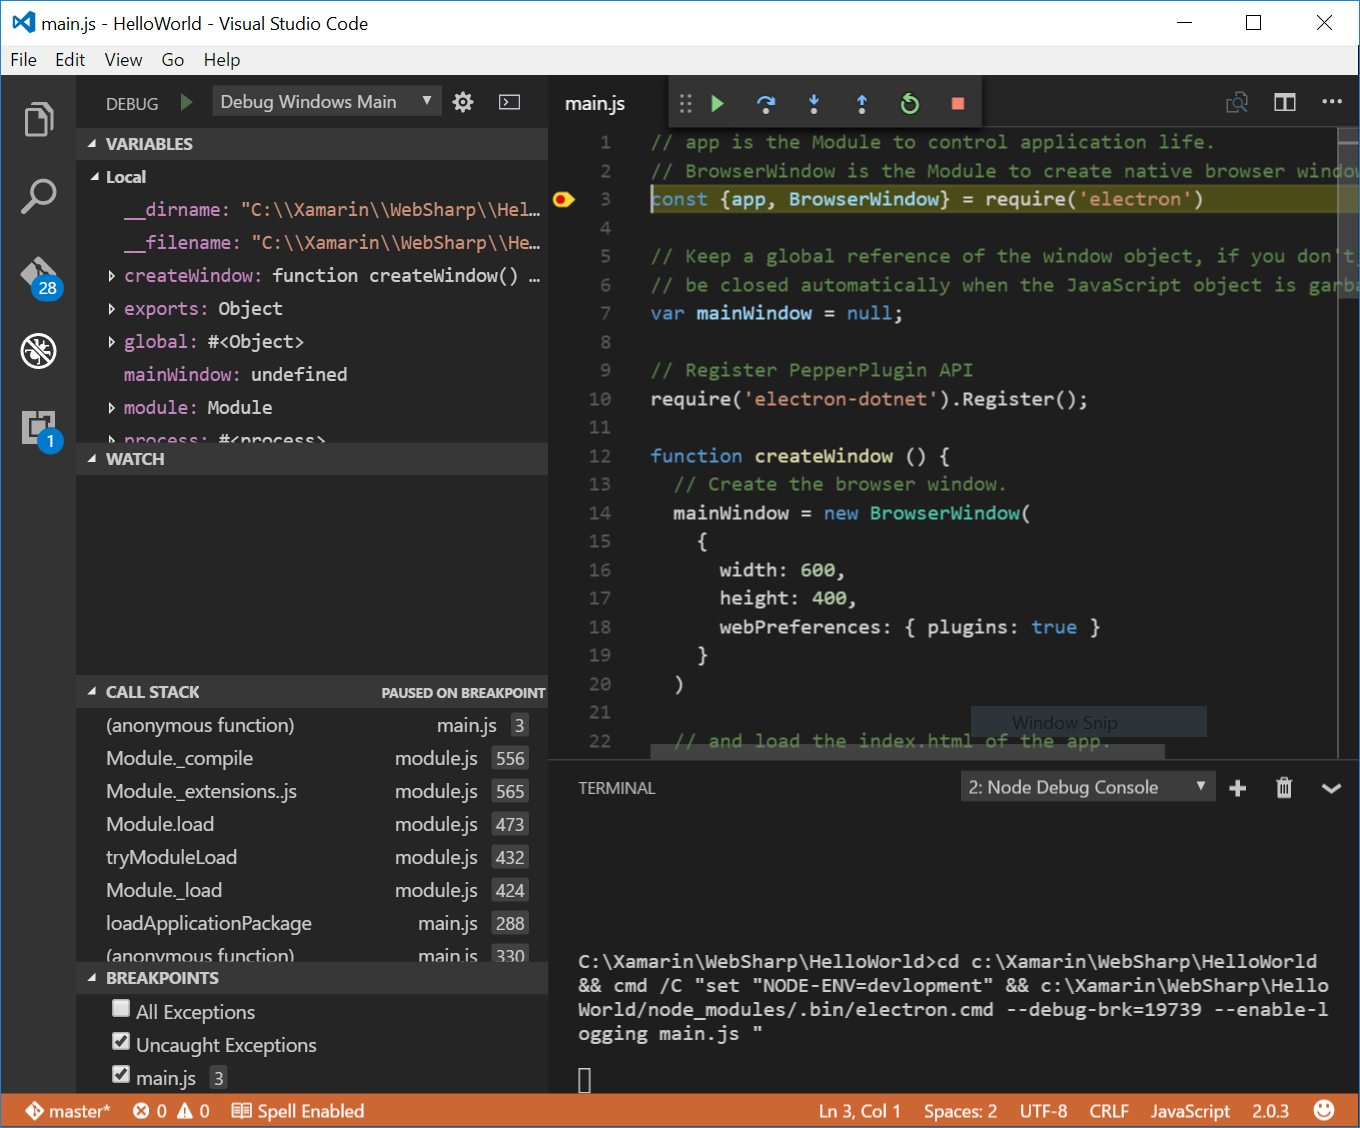 main.js - HelloWorld - Visual Studio Code
File Edit View Go Help
DEBUG Debug Windows Main
VARIABLES
Local
__dirname: "C:\\Xamarin\\WebSharp\\Hel...
__filename: "C:\\Xamarin\\WebSharp\\He...
createWindow: function createWindow() ...
exports: Object
global: #<Object>
mainWindow: undefined
module: Module
process: #<process>
WATCH
CALL STACK PAUSED ON BREAKPOINT
(anonymous function) main.js 3
Module._compile module.js 556
Module._extensions..js module.js 565
Module.load module.js 473
tryModuleLoad module.js 432
Module._load module.js 424
loadApplicationPackage main.js 288
(anonymous function) main.js 330
BREAKPOINTS
All Exceptions
Uncaught Exceptions
main.js 3
28
1
main.js
1 // app is the Module to control application life.
2 // BrowserWindow is the Module to create native browser window
3 const {app, BrowserWindow} = require('electron')
4
5 // Keep a global reference of the window object, if you don't,
6 // be closed automatically when the JavaScript object is garba
7 var mainWindow = null;
8
9 // Register PepperPlugin API
10 require('electron-dotnet').Register();
11
12 function createWindow () {
13 // Create the browser window.
14 mainWindow = new BrowserWindow(
15 {
16 width: 600,
17 height: 400,
18 webPreferences: { plugins: true }
19 }
20 )
21
Window Snip
22 // and load the index.html of the app.
TERMINAL 2: Node Debug Console
C:\Xamarin\WebSharp\HelloWorld>cd c:\Xamarin\WebSharp\HelloWorld
&& cmd /C "set "NODE-ENV=devlopment" && c:\Xamarin\WebSharp\Hello
World/node_modules/.bin/electron.cmd --debug-brk=19739 --enable-l
ogging main.js "
master* 0 0 Spell Enabled Ln 3, Col 1 Spaces: 2 UTF-8 CRLF JavaScript 2.0.3